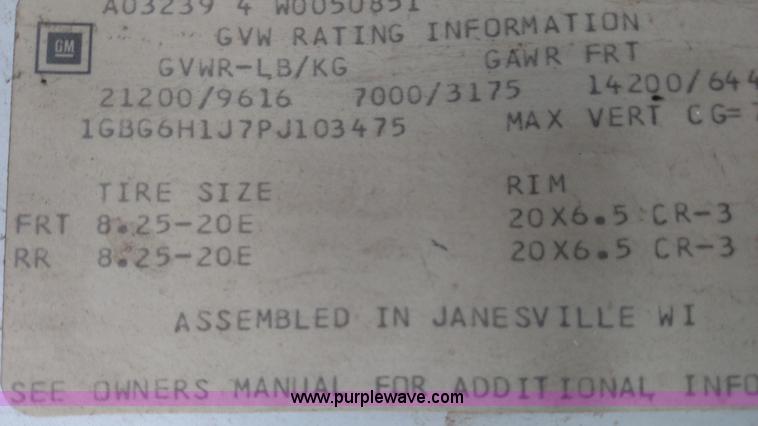 A03239 4 W0050851
GM
GVW RATING INFORMATION
GVWR-LB/KG GAWR FRT
21200/9616 7000/3175 14200/644
1GBG6H1J7PJ103475 MAX VERT CG=
TIRE SIZE RIM
FRT 8.25-20E 20X6.5 CR-3
RR 8.25-20E 20X6.5 CR-3
ASSEMBLED IN JANESVILLE WI
SEE OWNERS MANUAL FOR ADDITIONAL INFO
www.purplewave.com